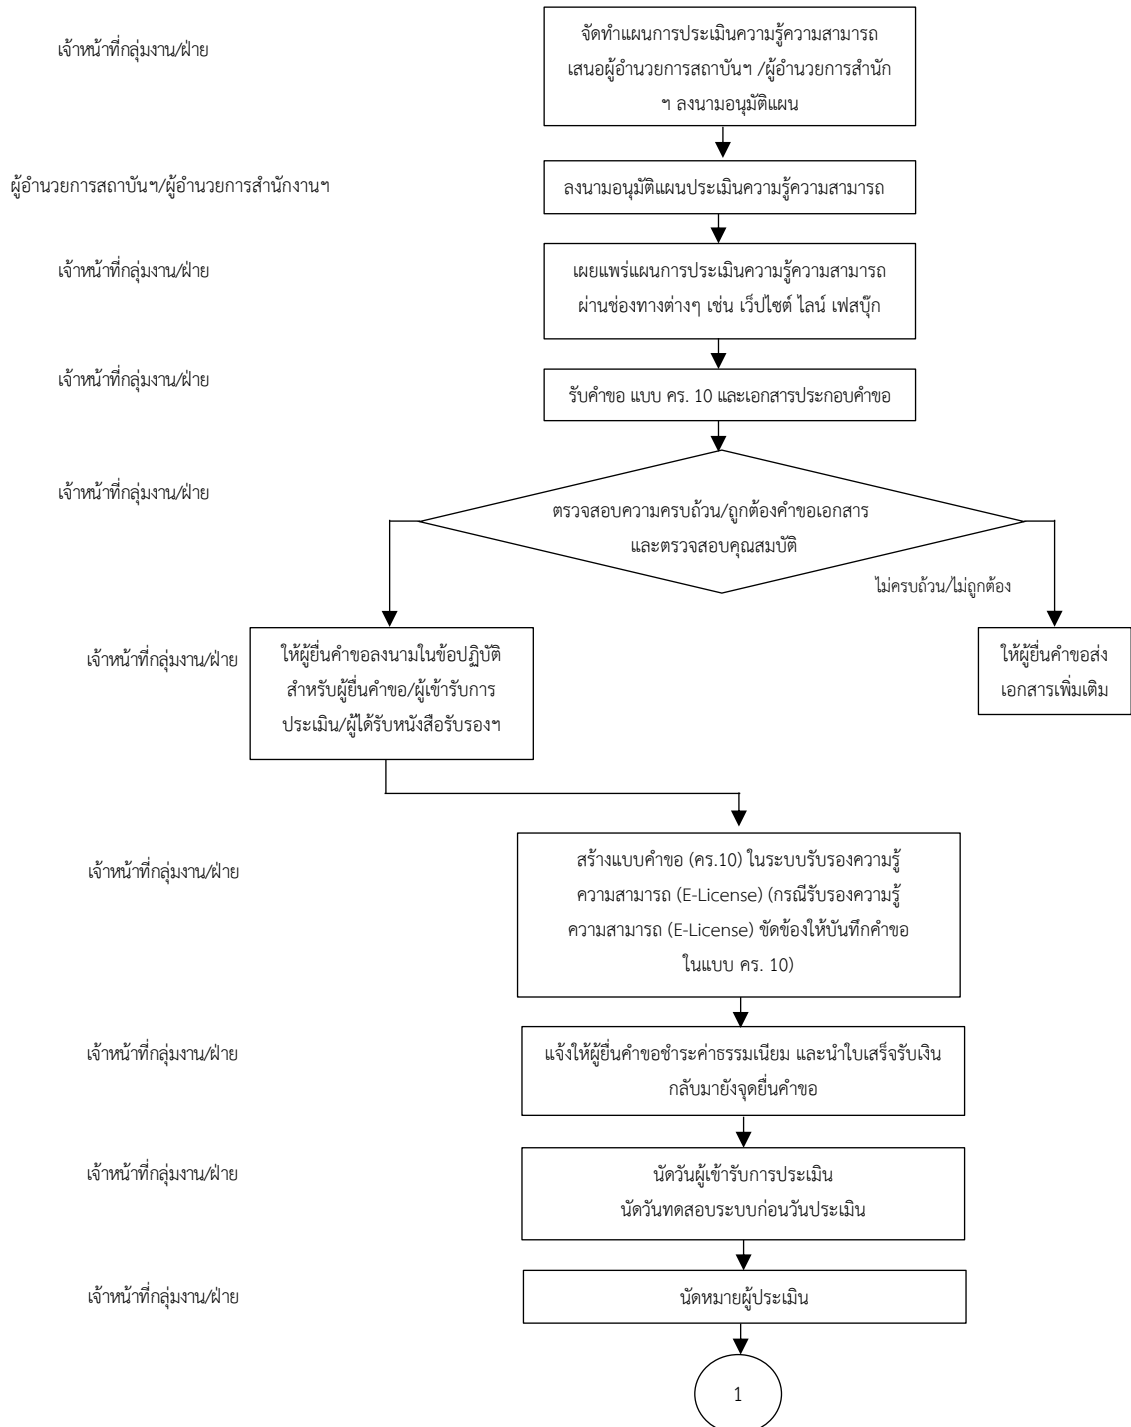 เจ้าหน้าที่กลุ่มงาน/ฝ่าย
จัดทำแผนการประเมินความรู้ความสามารถ
เสนอผู้อำนวยการสถาบันฯ /ผู้อำนวยการสำนัก
ฯ ลงนามอนุมัติแผน
ผู้อำนวยการสถาบันฯ/ผู้อำนวยการสำนักงานฯ
ลงนามอนุมัติแผนประเมินความรู้ความสามารถ
เจ้าหน้าที่กลุ่มงาน/ฝ่าย
เผยแพร่แผนการประเมินความรู้ความสามารถ
ผ่านช่องทางต่างๆ เช่น เว็ปไซต์ ไลน์ เฟสบุ๊ก
เจ้าหน้าที่กลุ่มงาน/ฝ่าย
รับคำขอ แบบ คร. 10 และเอกสารประกอบคำขอ
เจ้าหน้าที่กลุ่มงาน/ฝ่าย
ตรวจสอบความครบถ้วน/ถูกต้องคำขอเอกสาร
และตรวจสอบคุณสมบัติ
ไม่ครบถ้วน/ไม่ถูกต้อง
เจ้าหน้าที่กลุ่มงาน/ฝ่าย
ให้ผู้ยื่นคำขอลงนามในข้อปฏิบัติ
สำหรับผู้ยื่นคำขอ/ผู้เข้ารับการ
ประเมิน/ผู้ได้รับหนังสือรับรองฯ
ให้ผู้ยื่นคำขอส่ง
เอกสารเพิ่มเติม
เจ้าหน้าที่กลุ่มงาน/ฝ่าย
สร้างแบบคำขอ (คร.10) ในระบบรับรองความรู้
ความสามารถ (E-License) (กรณีรับรองความรู้
ความสามารถ (E-License) ขัดข้องให้บันทึกคำขอ
ในแบบ คร. 10)
เจ้าหน้าที่กลุ่มงาน/ฝ่าย
แจ้งให้ผู้ยื่นคำขอชำระค่าธรรมเนียม และนำใบเสร็จรับเงิน
กลับมายังจุดยื่นคำขอ
เจ้าหน้าที่กลุ่มงาน/ฝ่าย
นัดวันผู้เข้ารับการประเมิน
นัดวันทดสอบระบบก่อนวันประเมิน
เจ้าหน้าที่กลุ่มงาน/ฝ่าย
นัดหมายผู้ประเมิน
1